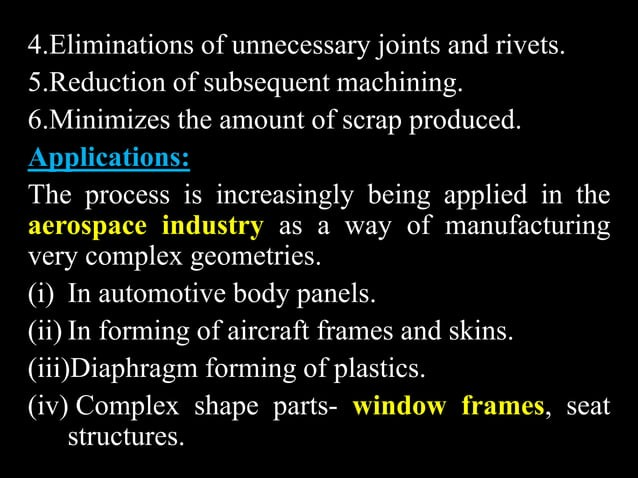 4.Eliminations of unnecessary joints and rivets.
5.Reduction of subsequent machining.
6.Minimizes the amount of scrap produced.
Applications:
The process is increasingly being applied in the
aerospace industry as a way of manufacturing
very complex geometries.
(i) In automotive body panels.
(ii) In forming of aircraft frames and skins.
(iii)Diaphragm forming of plastics.
(iv) Complex shape parts- window frames, seat
structures.